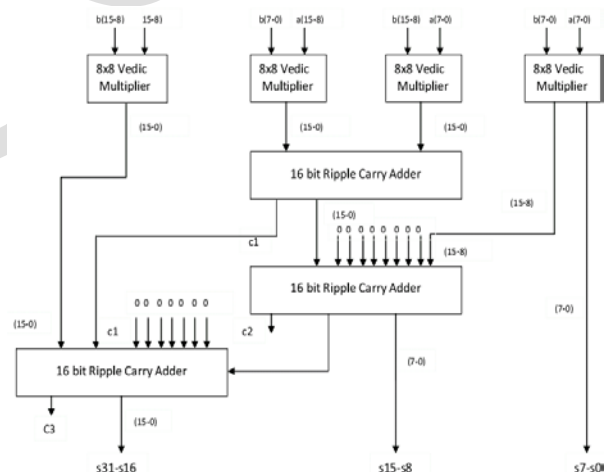 b(15-8) 15-8) b(7-0) a(15-8) b(15-8) a(7-0) b(7-0) a(7-0)
8x8 Vedic Multiplier
8x8 Vedic Multiplier
8x8 Vedic Multiplier
8x8 Vedic Multiplier
(15-0) (15-0) (15-0)
16 bit Ripple Carry Adder
(15-8)
(15-0)
0 0 0 0 0 0 0 0
c1
(15-8)
16 bit Ripple Carry Adder
0 0 0 0 0 0 0
(7-0)
(15-0) c1 c2
(7-0)
16 bit Ripple Carry Adder
C3 (15-0)
s31-s16 s15-s8 s7-s0